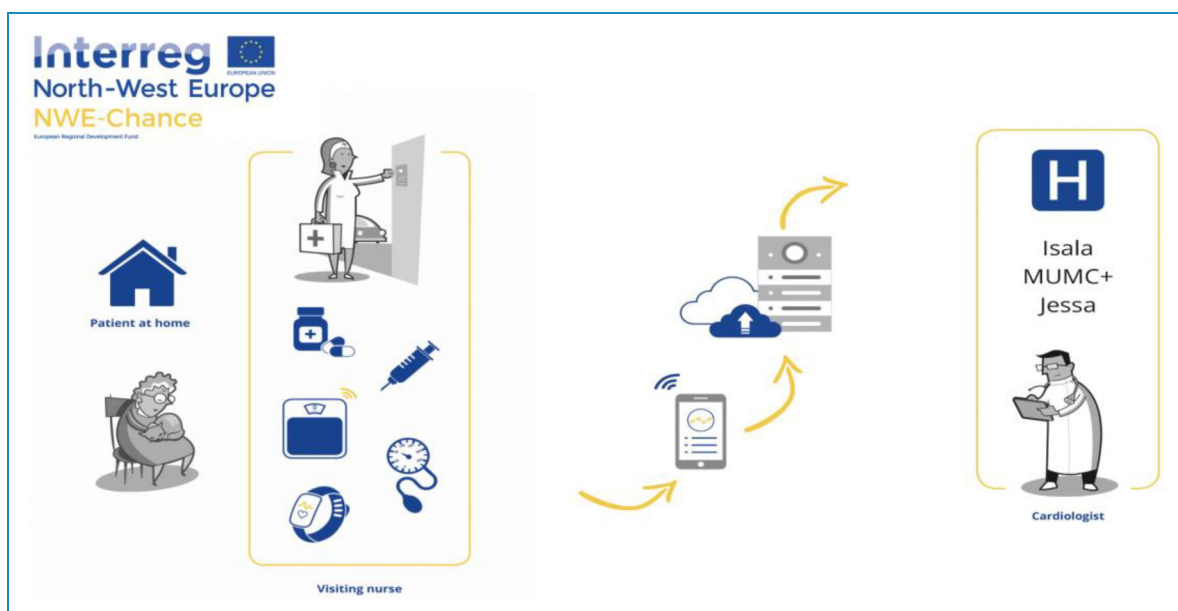 Interreg
EUROPEAN UNION
North-West Europe
NWE-Chance
European Regional Development Fund
Patient at home
Visiting nurse
H
Isala
MUMC+
Jessa
Cardiologist